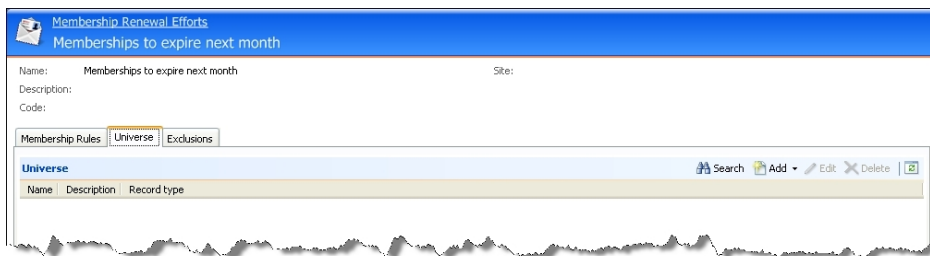 Membership Renewal Efforts
Memberships to expire next month
Name: Memberships to expire next month Site:
Description:
Code:
Membership Rules Universe Exclusions
Universe Search Add Edit Delete
Name Description Record type